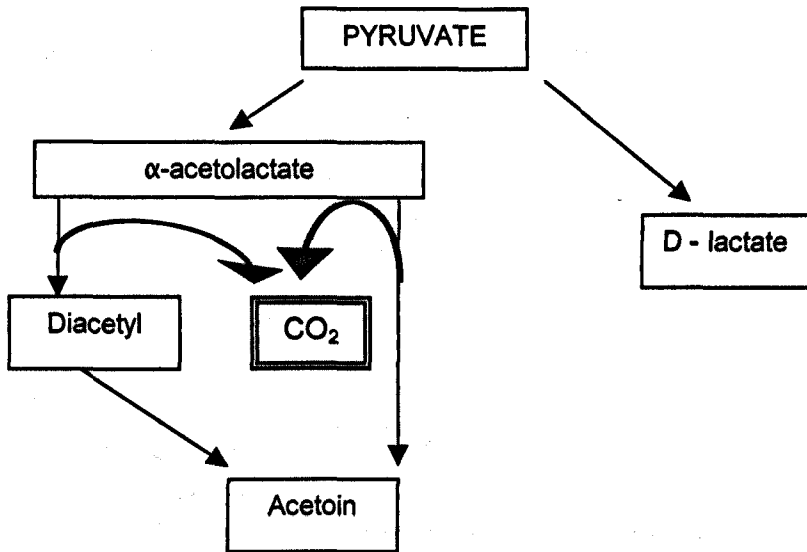 PYRUVATE
α-acetolactate
D - lactate
Diacetyl
CO₂
Acetoin